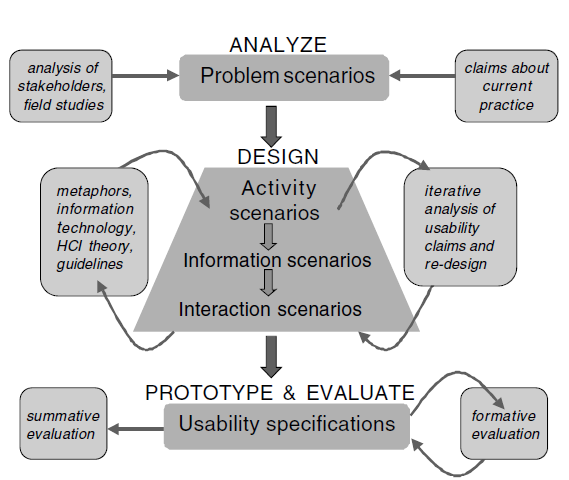 ANALYZE
analysis of
stakeholders,
field studies
Problem scenarios
claims about
current
practice
DESIGN
metaphors,
information
technology,
HCI theory,
guidelines
Activity
scenarios
Information scenarios
Interaction scenarios
iterative
analysis of
usability
claims and
re-design
PROTOTYPE & EVALUATE
summative
evaluation
Usability specifications
formative
evaluation